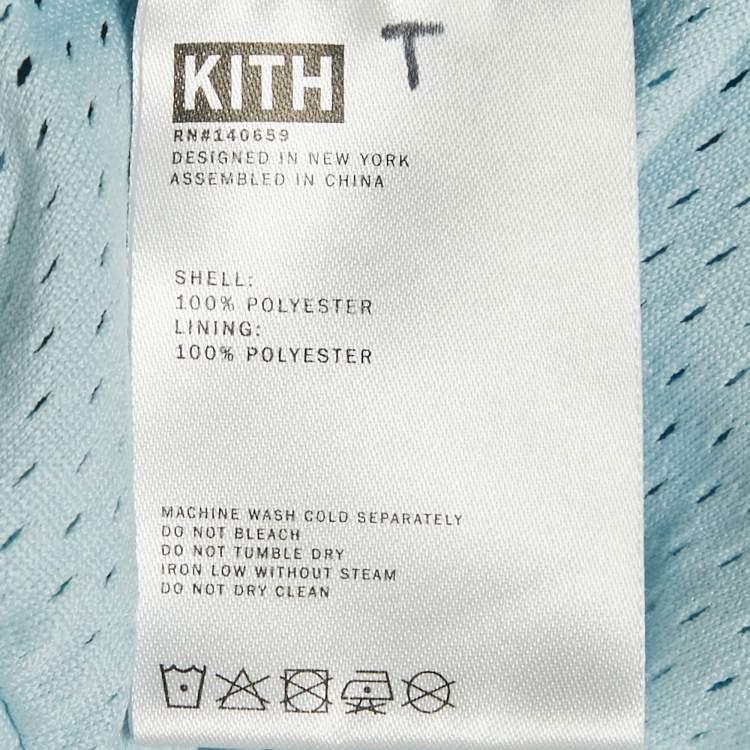 KITH T
RN#140659
DESIGNED IN NEW YORK
ASSEMBLED IN CHINA
SHELL:
100% POLYESTER
LINING:
100% POLYESTER
MACHINE WASH COLD SEPARATELY
DO NOT BLEACH
DO NOT TUMBLE DRY
IRON LOW WITHOUT STEAM
DO NOT DRY CLEAN